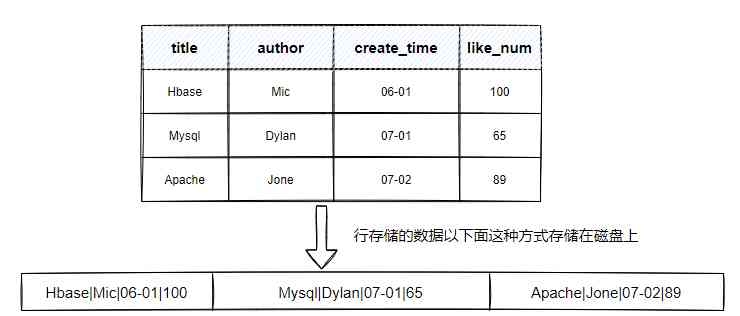 title author create_time like_num
Hbase Mic 06-01 100
Mysql Dylan 07-01 65
Apache Jone 07-02 89
行存储的数据以下面这种方式存储在磁盘上
Hbase|Mic|06-01|100 Mysql|Dylan|07-01|65 Apache|Jone|07-02|89